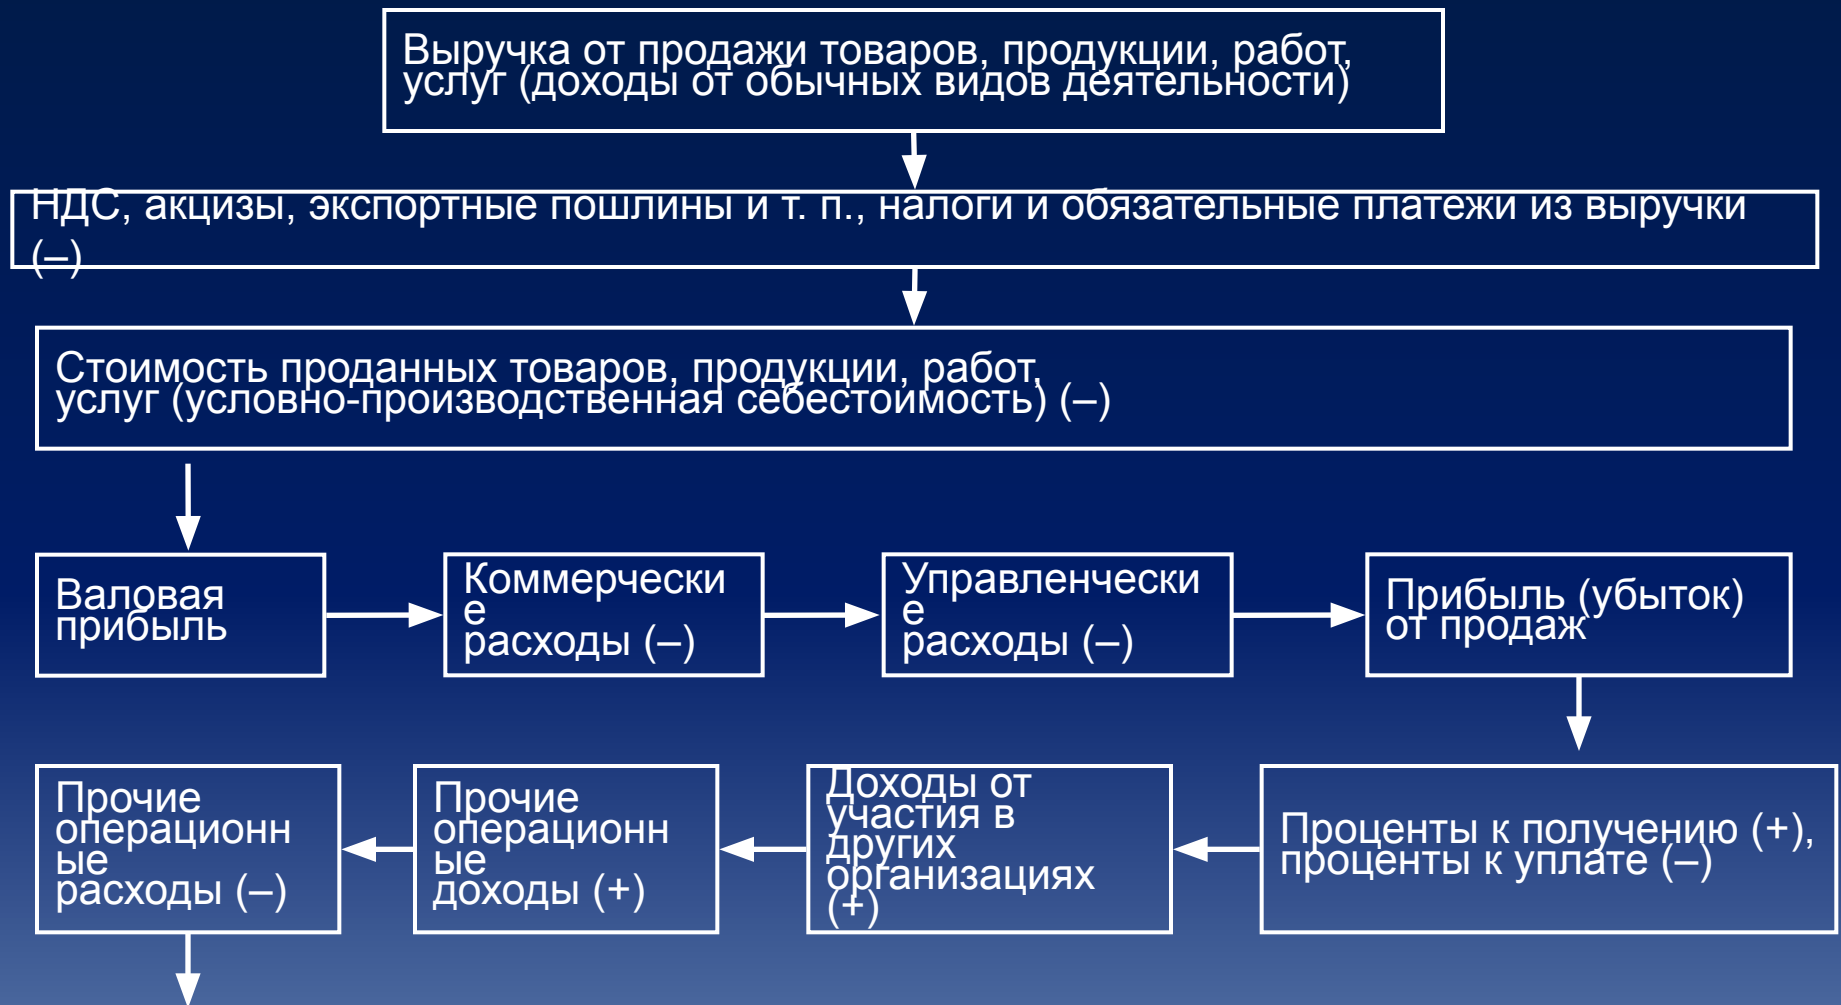 Выручка от продажи товаров, продукции, работ,
услуг (доходы от обычных видов деятельности)
НДС, акцизы, экспортные пошлины и т. п., налоги и обязательные платежи из выручки
(–)
Стоимость проданных товаров, продукции, работ,
услуг (условно-производственная себестоимость) (–)
Валовая
прибыль
Коммерчески
е
расходы (–)
Управленчески
е
расходы (–)
Прибыль (убыток)
от продаж
Прочие
операционн
ые
расходы (–)
Прочие
операционн
ые
доходы (+)
Доходы от
участия в
других
организациях
(+)
Проценты к получению (+),
проценты к уплате (–)